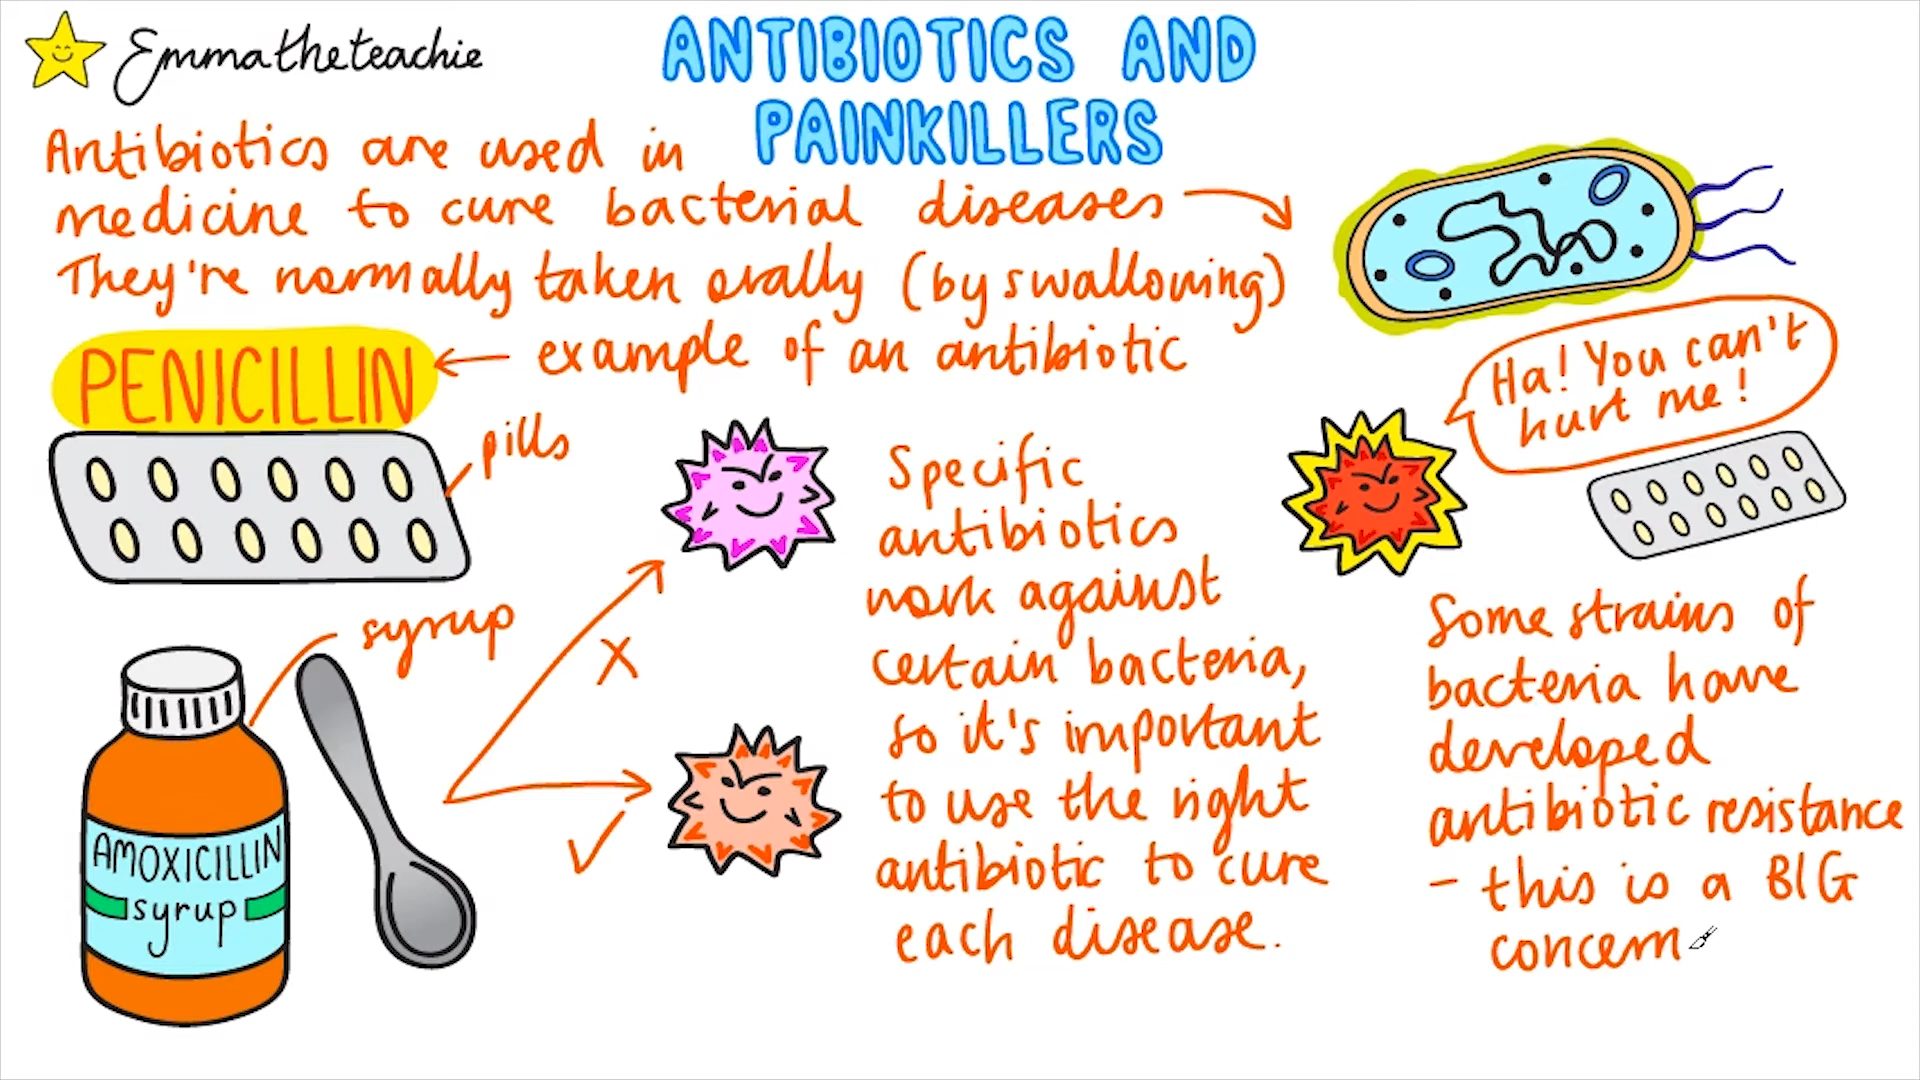 Emmatheteachie
ANTIBIOTICS AND
PAINKILLERS
Antibiotics are used in
medicine to cure bacterial diseases
They're normally taken orally (by swallowing)
PENICILLIN
example of an antibiotic
pills
syrup
AMOXICILLIN
syrup
X
Specific
antibiotics
work against
certain bacteria,
so it's important
to use the right
antibiotic to cure
each disease.
Ha! You can't
hurt me!
Some strains of
bacteria have
developed
antibiotic resistance
- this is a BIG
concern